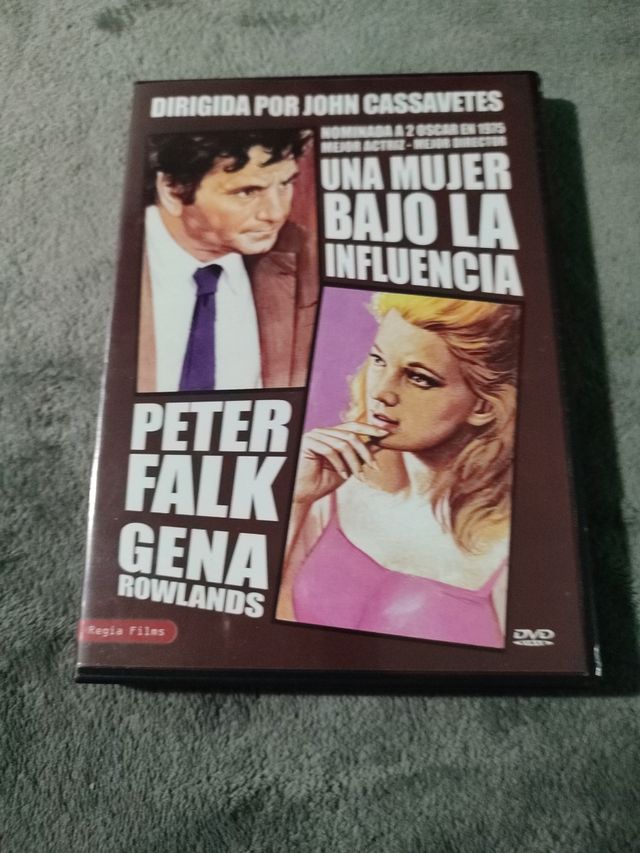 DIRIGIDA POR JOHN CASSAVETES
NOMINADA A 2 OSCAR EN 1975
MEJOR ACTRIZ - MEJOR DIRECTOR
UNA MUJER
BAJO LA
INFLUENCIA
PETER
FALK
GENA
ROWLANDS
Regia Films
DVD
VIDEO